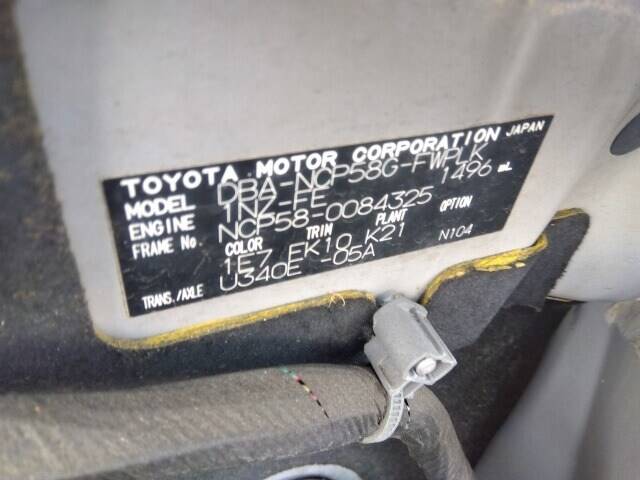 TOYOTA MOTOR CORPORATION JAPAN
MODEL DBA-NCP58G-FWPLK
ENGINE 1NZ-FE 1496 mL
FRAME No. NCP58-0084325
COLOR TRIM PLANT OPTION
1E7 EK10 K21
TRANS./AXLE U340E -05A N104